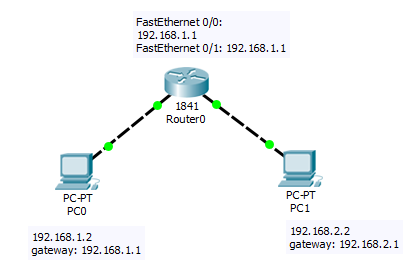 FastEthernet 0/0:
192.168.1.1
FastEthernet 0/1: 192.168.1.1
1841
Router0
PC-PT
PC0
PC-PT
PC1
192.168.1.2
gateway: 192.168.1.1
192.168.2.2
gateway: 192.168.2.1